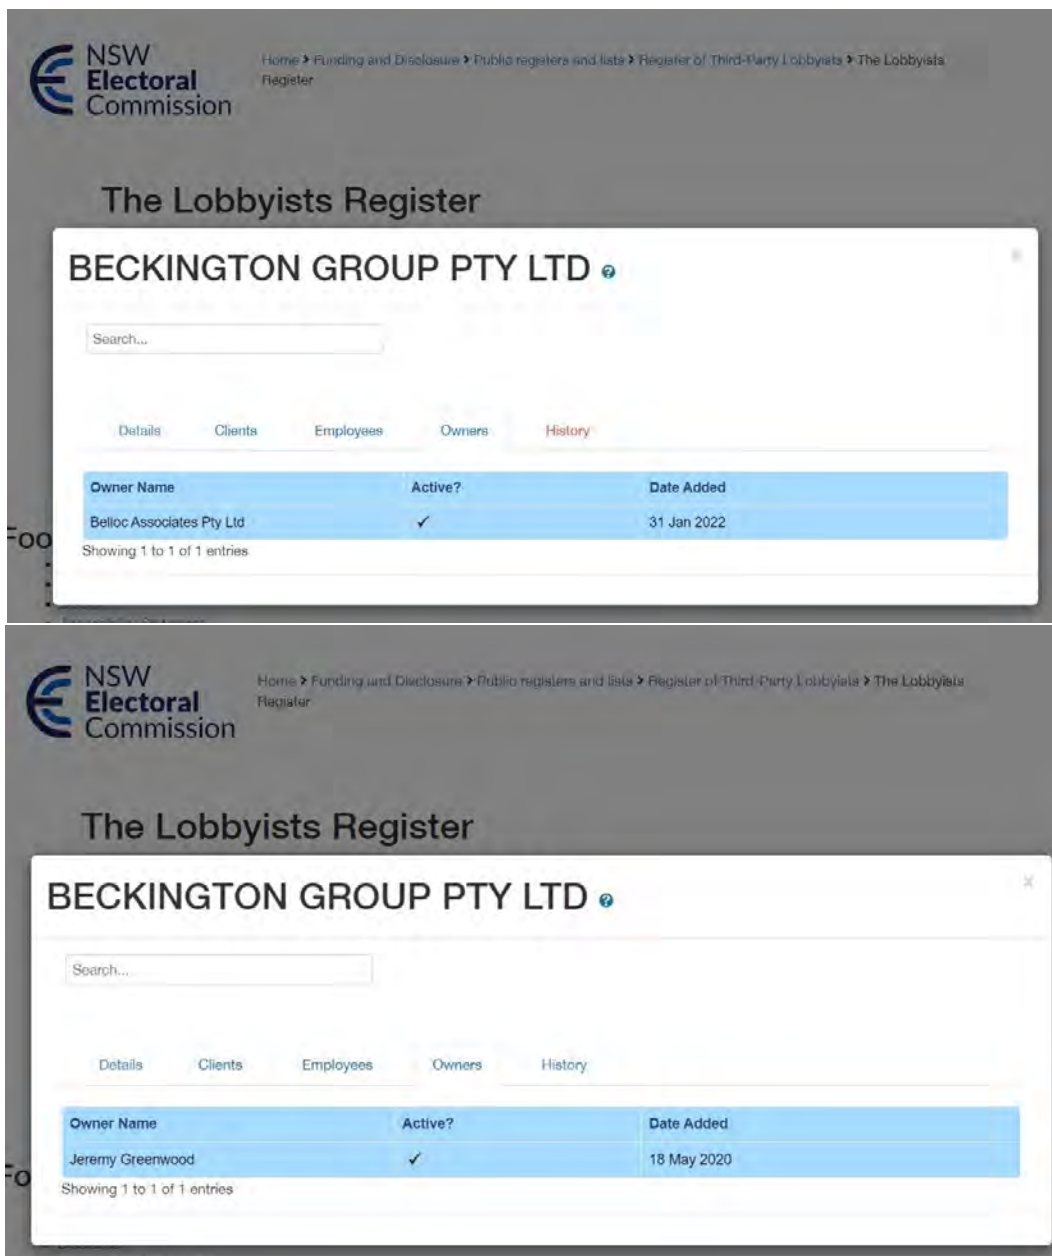 NSW
Electoral
Commission
Home > Funding and Disclosure > Public registers and lists > Register of Third-Party Lobbyists > The Lobbyists
Register
The Lobbyists Register
BECKINGTON GROUP PTY LTD ?
x
Search...
Details Clients Employees Owners History
Owner Name Active? Date Added
Belloc Associates Pty Ltd ✓ 31 Jan 2022
Foo
Showing 1 to 1 of 1 entries
NSW
Electoral
Commission
Home > Funding and Disclosure > Public registers and lists > Register of Third-Party Lobbyists > The Lobbyists
Register
The Lobbyists Register
BECKINGTON GROUP PTY LTD ?
x
Search...
Details Clients Employees Owners History
Owner Name Active? Date Added
Jeremy Greenwood ✓ 18 May 2020
Fo
Showing 1 to 1 of 1 entries